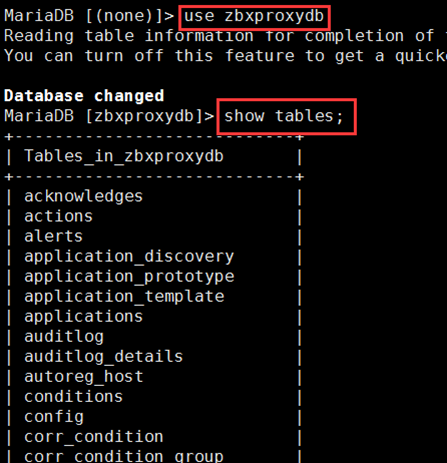 MariaDB [(none)]> use zbxproxydb
Reading table information for completion of
You can turn off this feature to get a quick
Database changed
MariaDB [zbxproxydb]> show tables;
+----------------------------+
| Tables_in_zbxproxydb       |
+----------------------------+
| acknowledges               |
| actions                    |
| alerts                     |
| application_discovery      |
| application_prototype      |
| application_template       |
| applications               |
| auditlog                   |
| auditlog_details           |
| autoreg_host               |
| conditions                 |
| config                     |
| corr_condition             |
| corr_condition_group       |